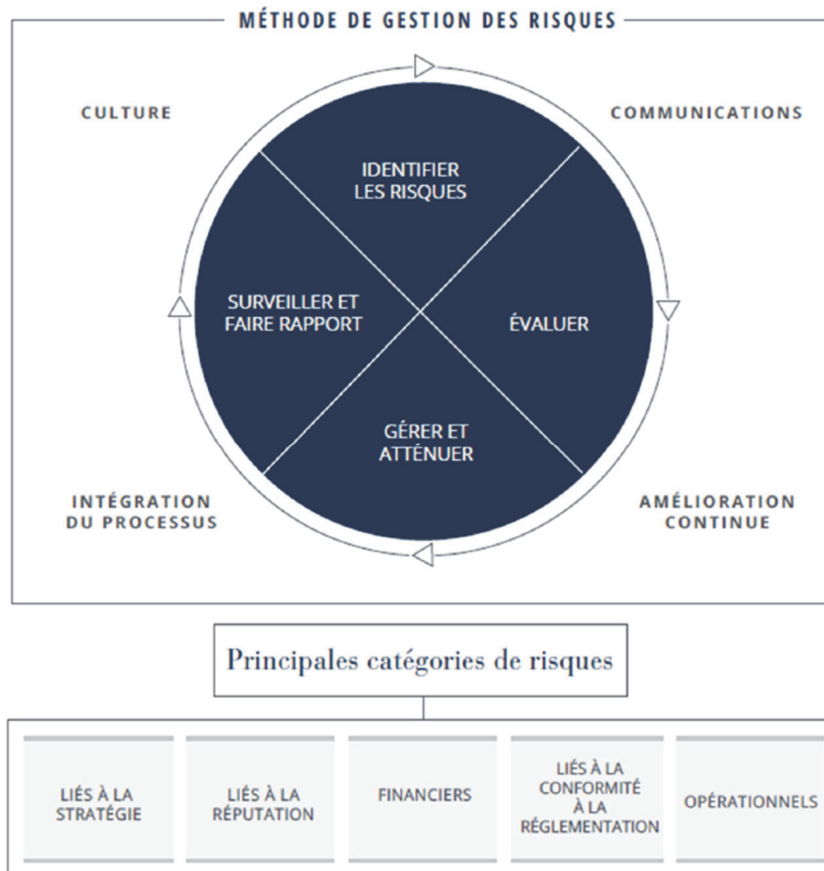 MÉTHODE DE GESTION DES RISQUES
CULTURE
COMMUNICATIONS
IDENTIFIER
LES RISQUES
SURVEILLER ET
FAIRE RAPPORT
ÉVALUER
GÉRER ET
ATTÉNUER
INTÉGRATION
DU PROCESSUS
AMÉLIORATION
CONTINUE
Principales catégories de risques
LIÉS À LA
STRATÉGIE
LIÉS À LA
RÉPUTATION
FINANCIERS
LIÉS À LA
CONFORMITÉ
À LA
RÉGLEMENTATION
OPÉRATIONNELS